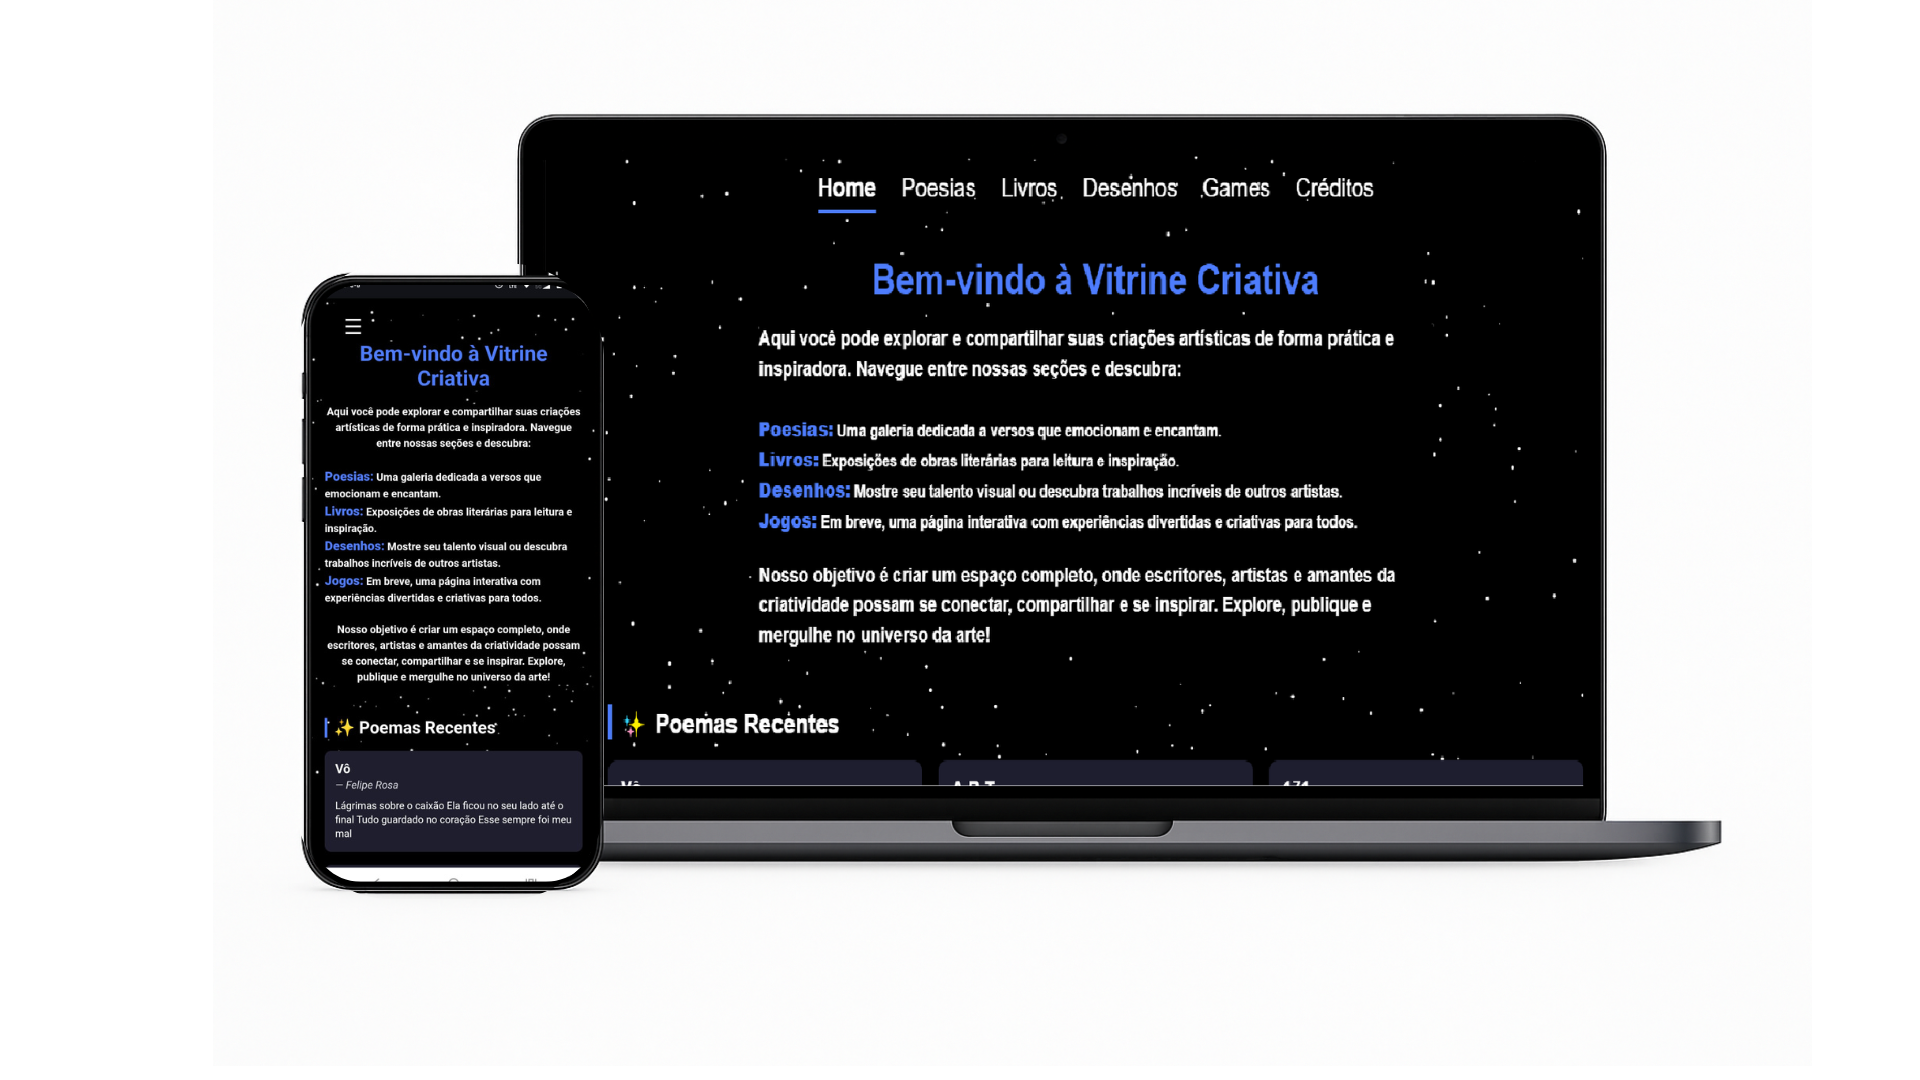 Home Poesias Livros Desenhos Games Créditos
Bem-vindo à Vitrine Criativa
Aqui você pode explorar e compartilhar suas criações artísticas de forma prática e
inspiradora. Navegue entre nossas seções e descubra:
Poesias: Uma galeria dedicada a versos que emocionam e encantam.
Livros: Exposições de obras literárias para leitura e inspiração.
Desenhos: Mostre seu talento visual ou descubra trabalhos incríveis de outros artistas.
Jogos: Em breve, uma página interativa com experiências divertidas e criativas para todos.
Nosso objetivo é criar um espaço completo, onde escritores, artistas e amantes da
criatividade possam se conectar, compartilhar e se inspirar. Explore, publique e
mergulhe no universo da arte!
✨ Poemas Recentes
Bem-vindo à Vitrine
Criativa
Aqui você pode explorar e compartilhar suas criações
artísticas de forma prática e inspiradora. Navegue
entre nossas seções e descubra:
Poesias: Uma galeria dedicada a versos que
emocionam e encantam.
Livros: Exposições de obras literárias para leitura e
inspiração.
Desenhos: Mostre seu talento visual ou descubra
trabalhos incríveis de outros artistas.
Jogos: Em breve, uma página interativa com
experiências divertidas e criativas para todos.
Nosso objetivo é criar um espaço completo, onde
escritores, artistas e amantes da criatividade possam
se conectar, compartilhar e se inspirar. Explore,
publique e mergulhe no universo da arte!
✨ Poemas Recentes
Vô
— Felipe Rosa
Lágrimas sobre o caixão Ela ficou no seu lado até o
final Tudo guardado no coração Esse sempre foi meu
mal